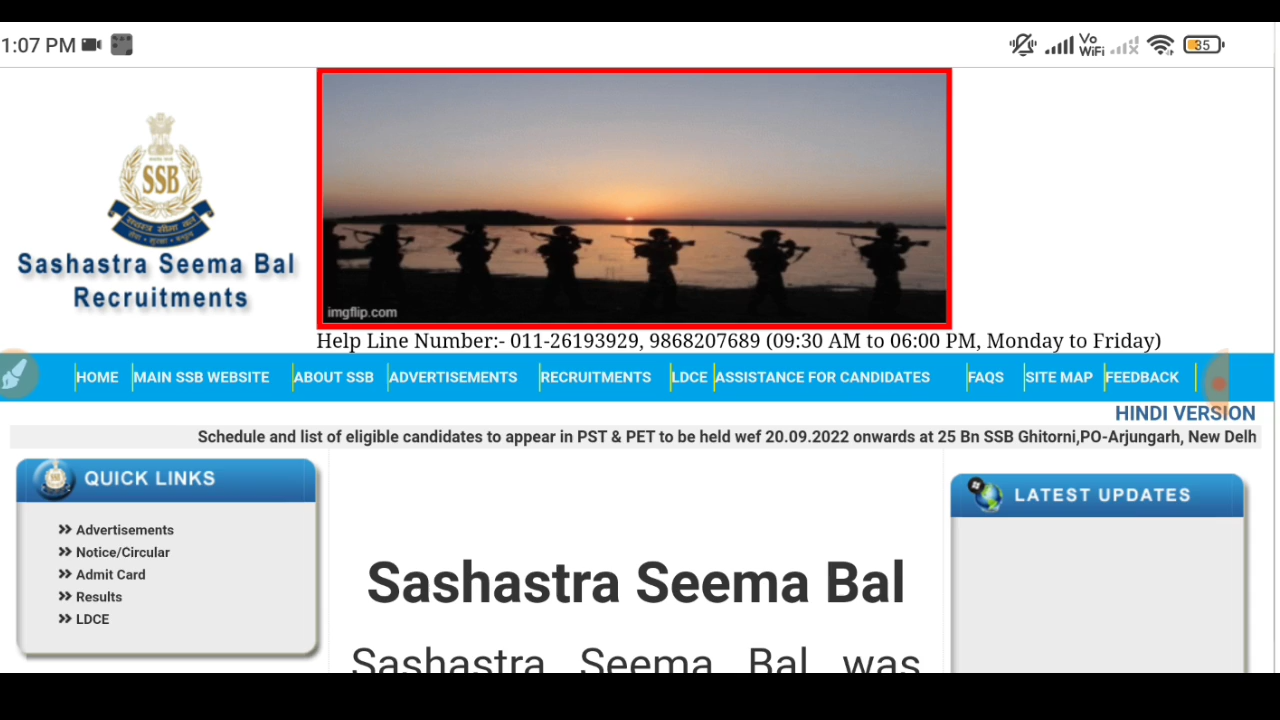 1:07 PM
Vo
WiFi
35
SSB
सशस्त्र सीमा बल
Sashastra Seema Bal
Recruitments
imgflip.com
Help Line Number:- 011-26193929, 9868207689 (09:30 AM to 06:00 PM, Monday to Friday)
HOME MAIN SSB WEBSITE ABOUT SSB ADVERTISEMENTS RECRUITMENTS LDCE ASSISTANCE FOR CANDIDATES FAQS SITE MAP FEEDBACK
HINDI VERSION
Schedule and list of eligible candidates to appear in PST & PET to be held wef 20.09.2022 onwards at 25 Bn SSB Ghitorni,PO-Arjungarh, New Delh
QUICK LINKS
Advertisements
Notice/Circular
Admit Card
Results
LDCE
Sashastra Seema Bal
Sashastra Seema Bal was
LATEST UPDATES